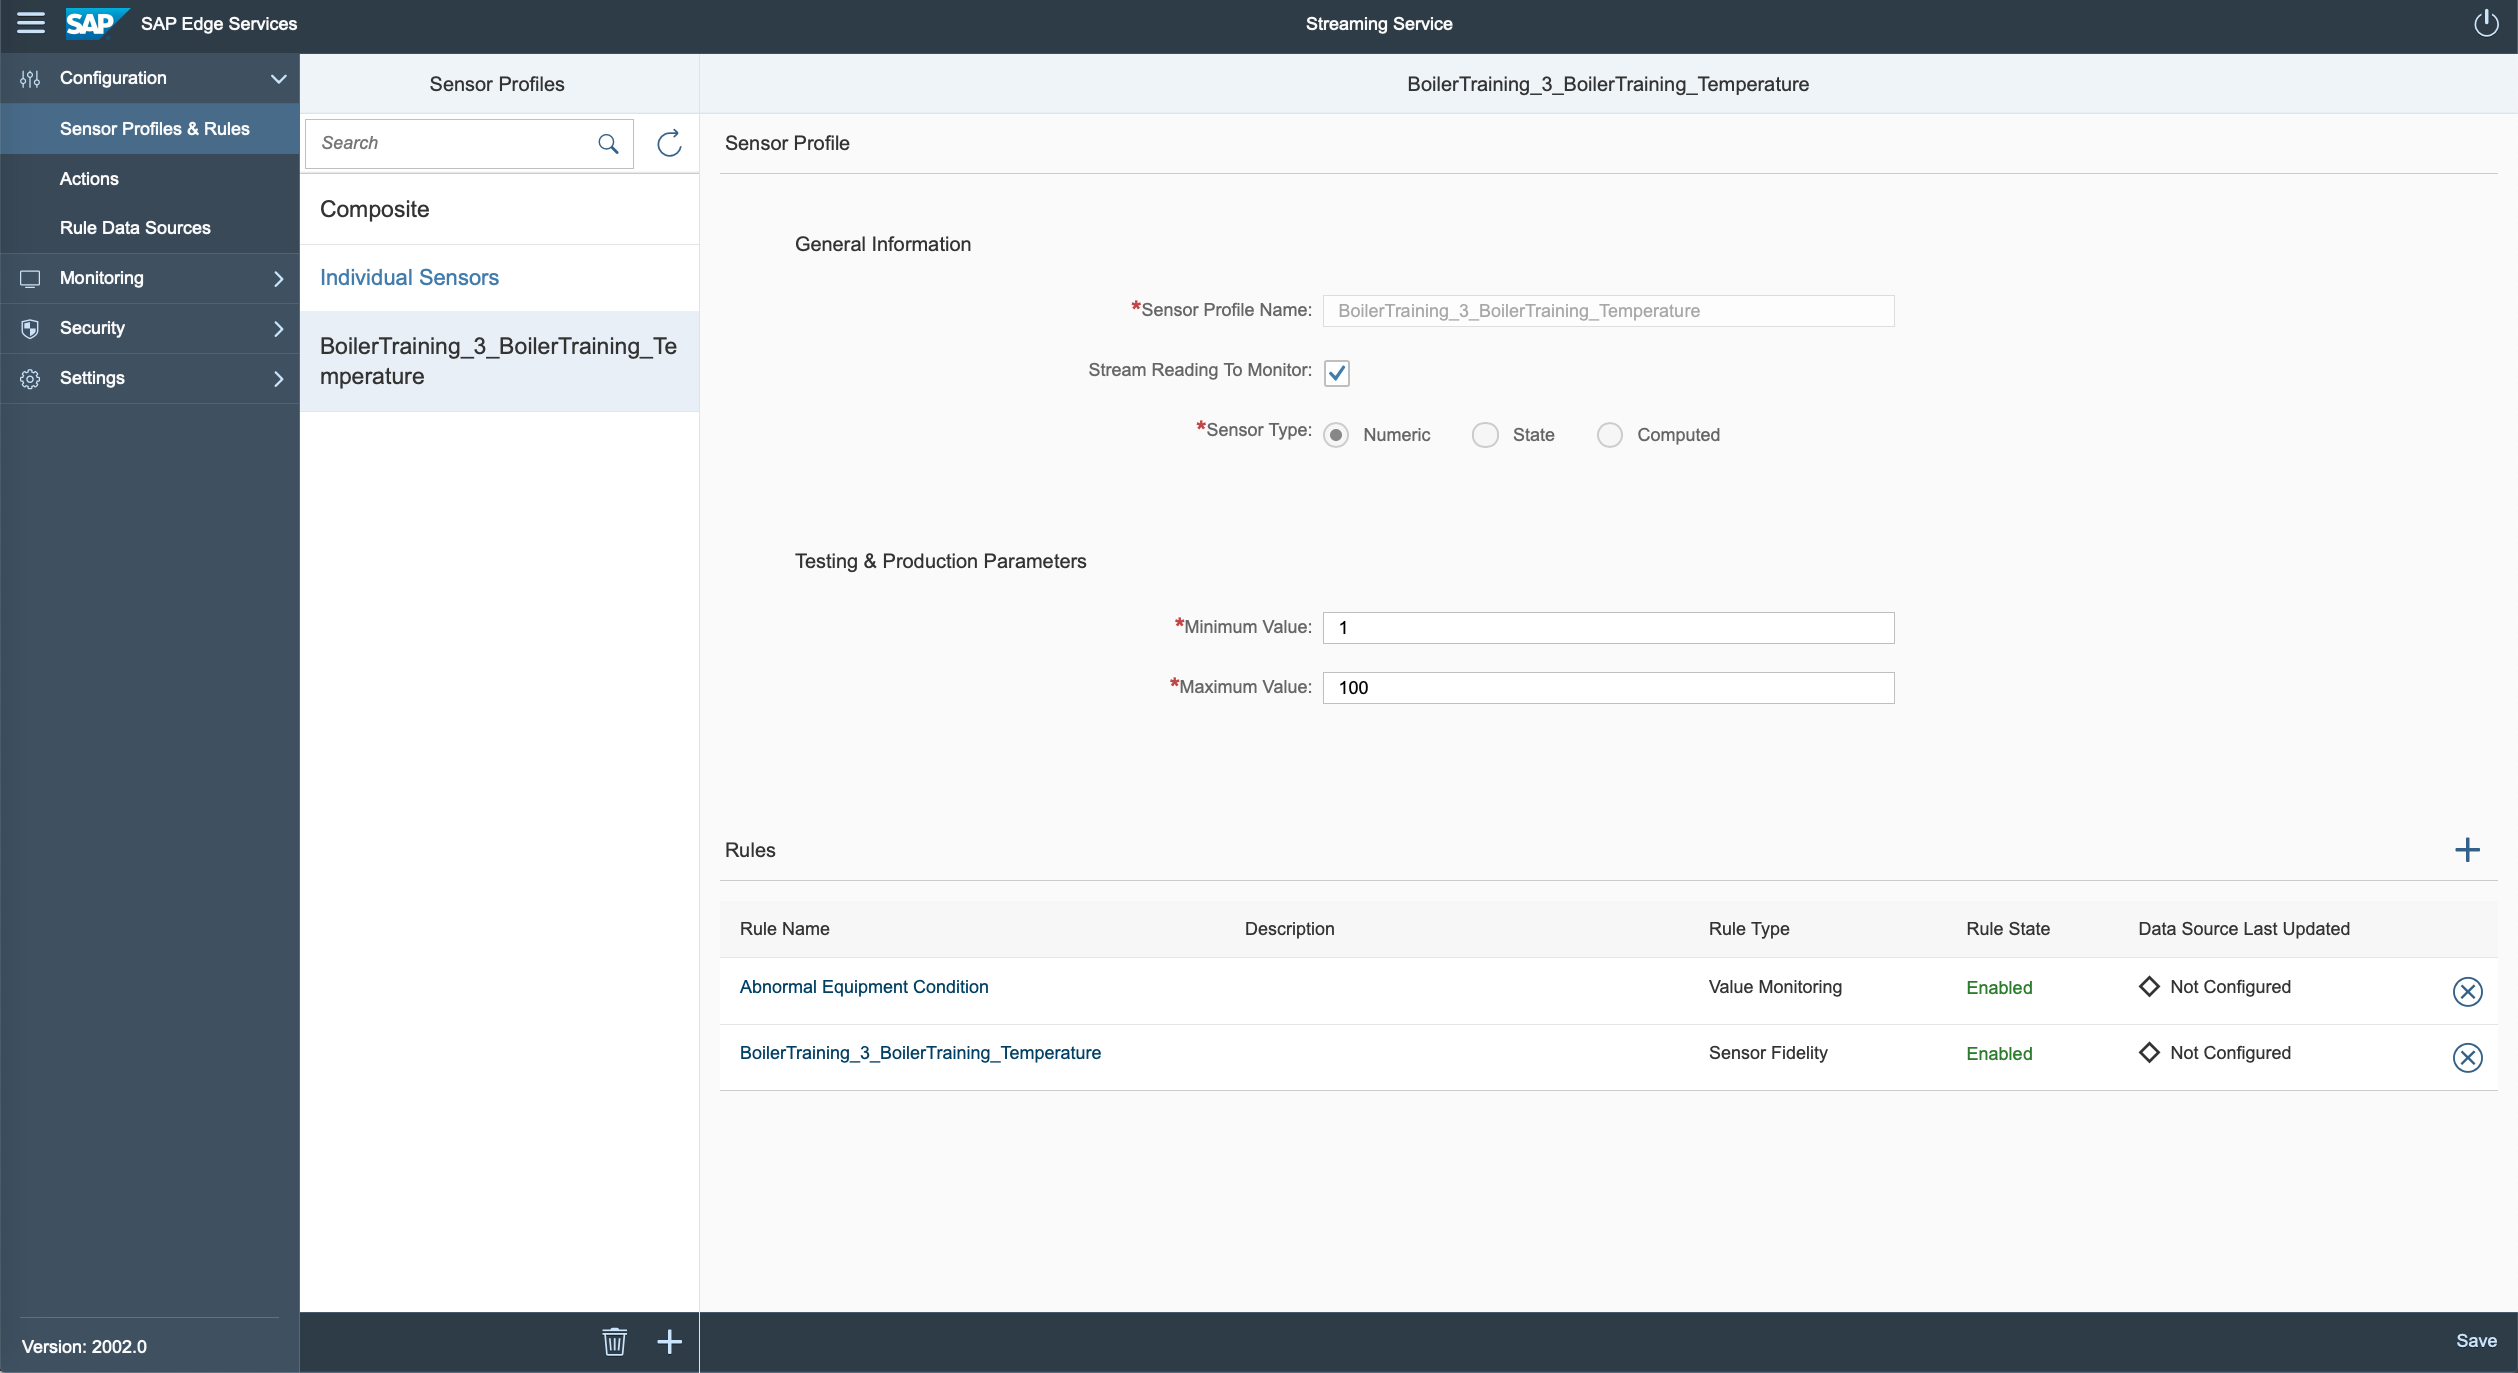 SAP
SAP Edge Services
Streaming Service
Configuration
Sensor Profiles & Rules
Actions
Rule Data Sources
Monitoring
Security
Settings
Version: 2002.0
Sensor Profiles
Search
Composite
Individual Sensors
BoilerTraining_3_BoilerTraining_Te
mperature
BoilerTraining_3_BoilerTraining_Temperature
Sensor Profile
General Information
*Sensor Profile Name: BoilerTraining_3_BoilerTraining_Temperature
Stream Reading To Monitor:
*Sensor Type: Numeric State Computed
Testing & Production Parameters
*Minimum Value: 1
*Maximum Value: 100
Rules
Rule Name Description Rule Type Rule State Data Source Last Updated
Abnormal Equipment Condition Value Monitoring Enabled Not Configured
BoilerTraining_3_BoilerTraining_Temperature Sensor Fidelity Enabled Not Configured
Save